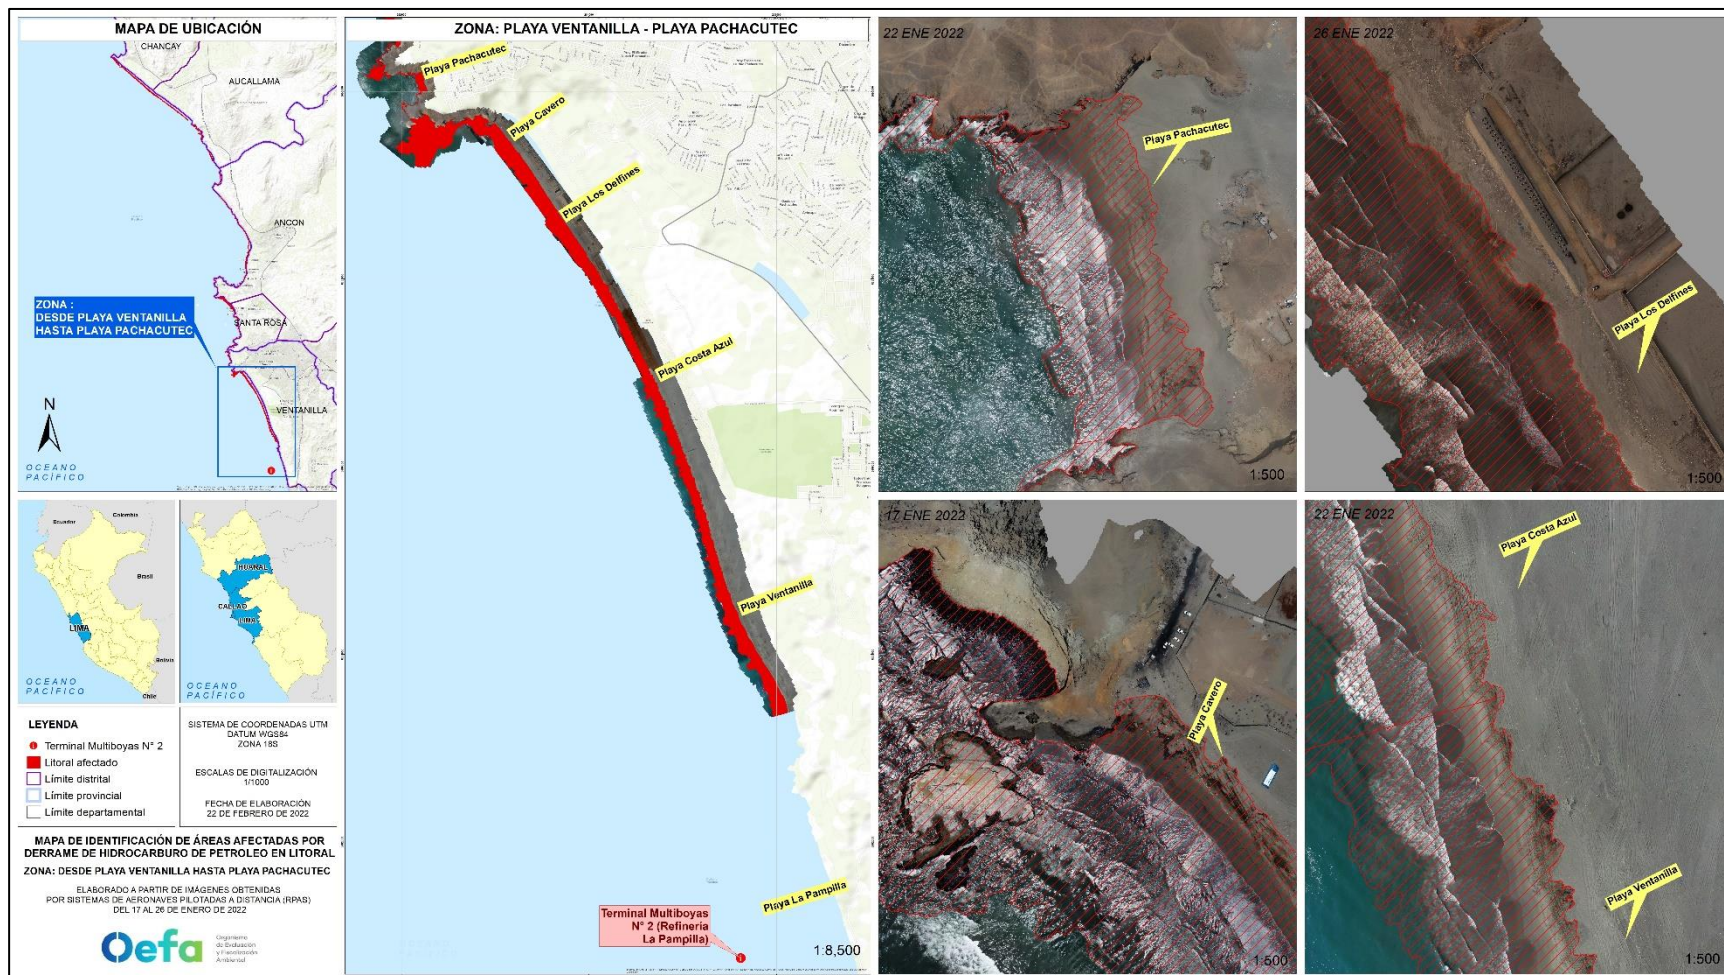 MAPA DE UBICACIÓN
CHANCAY
AUCALLAMA
ANCON
ZONA :
DESDE PLAYA VENTANILLA
HASTA PLAYA PACHACUTEC
SANTA ROSA
VENTANILLA
N
OCEANO
PACÍFICO
Ecuador
Colombia
Brasil
LIMA
Bolivia
Chile
OCEANO
PACÍFICO
HUARAL
CALLAO
LIMA
OCEANO
PACÍFICO
LEYENDA
Terminal Multiboyas N° 2
Litoral afectado
Límite distrital
Límite provincial
Límite departamental
SISTEMA DE COORDENADAS UTM
DATUM WGS84
ZONA 18S
ESCALAS DE DIGITALIZACIÓN
1/1000
FECHA DE ELABORACIÓN
22 DE FEBRERO DE 2022
MAPA DE IDENTIFICACIÓN DE ÁREAS AFECTADAS POR
DERRAME DE HIDROCARBURO DE PETROLEO EN LITORAL
ZONA: DESDE PLAYA VENTANILLA HASTA PLAYA PACHACUTEC
ELABORADO A PARTIR DE IMÁGENES OBTENIDAS
POR SISTEMAS DE AERONAVES PILOTADAS A DISTANCIA (RPAS)
DEL 17 AL 26 DE ENERO DE 2022
Oefa
Organismo
de Evaluación
y Fiscalización
Ambiental
ZONA: PLAYA VENTANILLA - PLAYA PACHACUTEC
Playa Pachacutec
Playa Cavero
Playa Los Delfines
Playa Costa Azul
Playa Ventanilla
Playa La Pampilla
Terminal Multiboyas
N° 2 (Refinería
La Pampilla)
1:8,500
22 ENE 2022
Playa Pachacutec
1:500
26 ENE 2022
Playa Los Delfines
1:500
17 ENE 2022
Playa Cavero
1:500
22 ENE 2022
Playa Costa Azul
Playa Ventanilla
1:500